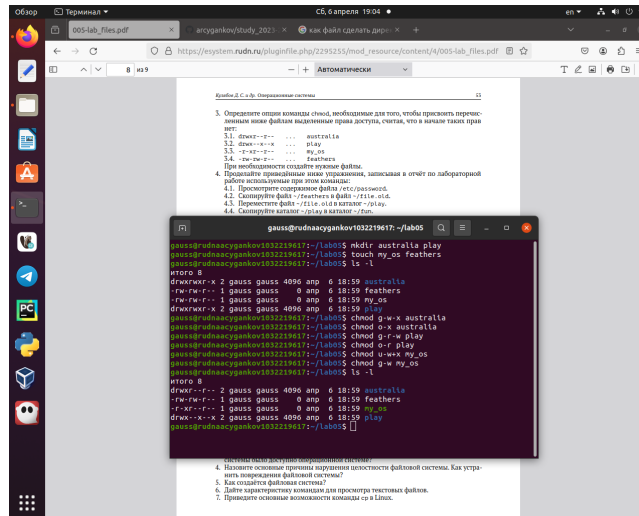 Обзор
Терминал
Сб, 6 апреля 19:04
en
005-lab_files.pdf
arcygankov/study_2023-
как файл сделать дирек
https://esystem.rudn.ru/pluginfile.php/2295255/mod_resource/content/4/005-lab_files.pdf
8 из 9
Автоматически
Кулябов Д. С. и др. Операционные системы 53
3. Определите опции команды chmod, необходимые для того, чтобы присвоить перечис-
ленным ниже файлам выделенные права доступа, считая, что в начале таких прав
нет:
3.1. drwxr--r-- ... australia
3.2. drwx--x--x ... play
3.3. -r-xr--r-- ... my_os
3.4. -rw-rw-r-- ... feathers
При необходимости создайте нужные файлы.
4. Проделайте приведённые ниже упражнения, записывая в отчёт по лабораторной
работе используемые при этом команды:
4.1. Просмотрите содержимое файла /etc/password.
4.2. Скопируйте файл ~/feathers в файл ~/file.old.
4.3. Переместите файл ~/file.old в каталог ~/play.
4.4. Скопируйте каталог ~/play в каталог ~/fun.
gauss@rudnaacygankov1032219617: ~/lab05
gauss@rudnaacygankov1032219617:~/lab05$ mkdir australia play
gauss@rudnaacygankov1032219617:~/lab05$ touch my_os feathers
gauss@rudnaacygankov1032219617:~/lab05$ ls -l
итого 8
drwxrwxr-x 2 gauss gauss 4096 апр 6 18:59 australia
-rw-rw-r-- 1 gauss gauss 0 апр 6 18:59 feathers
-rw-rw-r-- 1 gauss gauss 0 апр 6 18:59 my_os
drwxrwxr-x 2 gauss gauss 4096 апр 6 18:59 play
gauss@rudnaacygankov1032219617:~/lab05$ chmod g-w-x australia
gauss@rudnaacygankov1032219617:~/lab05$ chmod o-x australia
gauss@rudnaacygankov1032219617:~/lab05$ chmod g-r-w play
gauss@rudnaacygankov1032219617:~/lab05$ chmod o-r play
gauss@rudnaacygankov1032219617:~/lab05$ chmod u-w+x my_os
gauss@rudnaacygankov1032219617:~/lab05$ chmod g-w my_os
gauss@rudnaacygankov1032219617:~/lab05$ ls -l
итого 8
drwxr--r-- 2 gauss gauss 4096 апр 6 18:59 australia
-rw-rw-r-- 1 gauss gauss 0 апр 6 18:59 feathers
-r-xr--r-- 1 gauss gauss 0 апр 6 18:59 my_os
drwx--x--x 2 gauss gauss 4096 апр 6 18:59 play
gauss@rudnaacygankov1032219617:~/lab05$
системы было доступно операционной системе?
4. Назовите основные причины нарушения целостности файловой системы. Как устра-
нить повреждения файловой системы?
5. Как создаётся файловая система?
6. Дайте характеристику командам для просмотра текстовых файлов.
7. Приведите основные возможности команды cp в Linux.